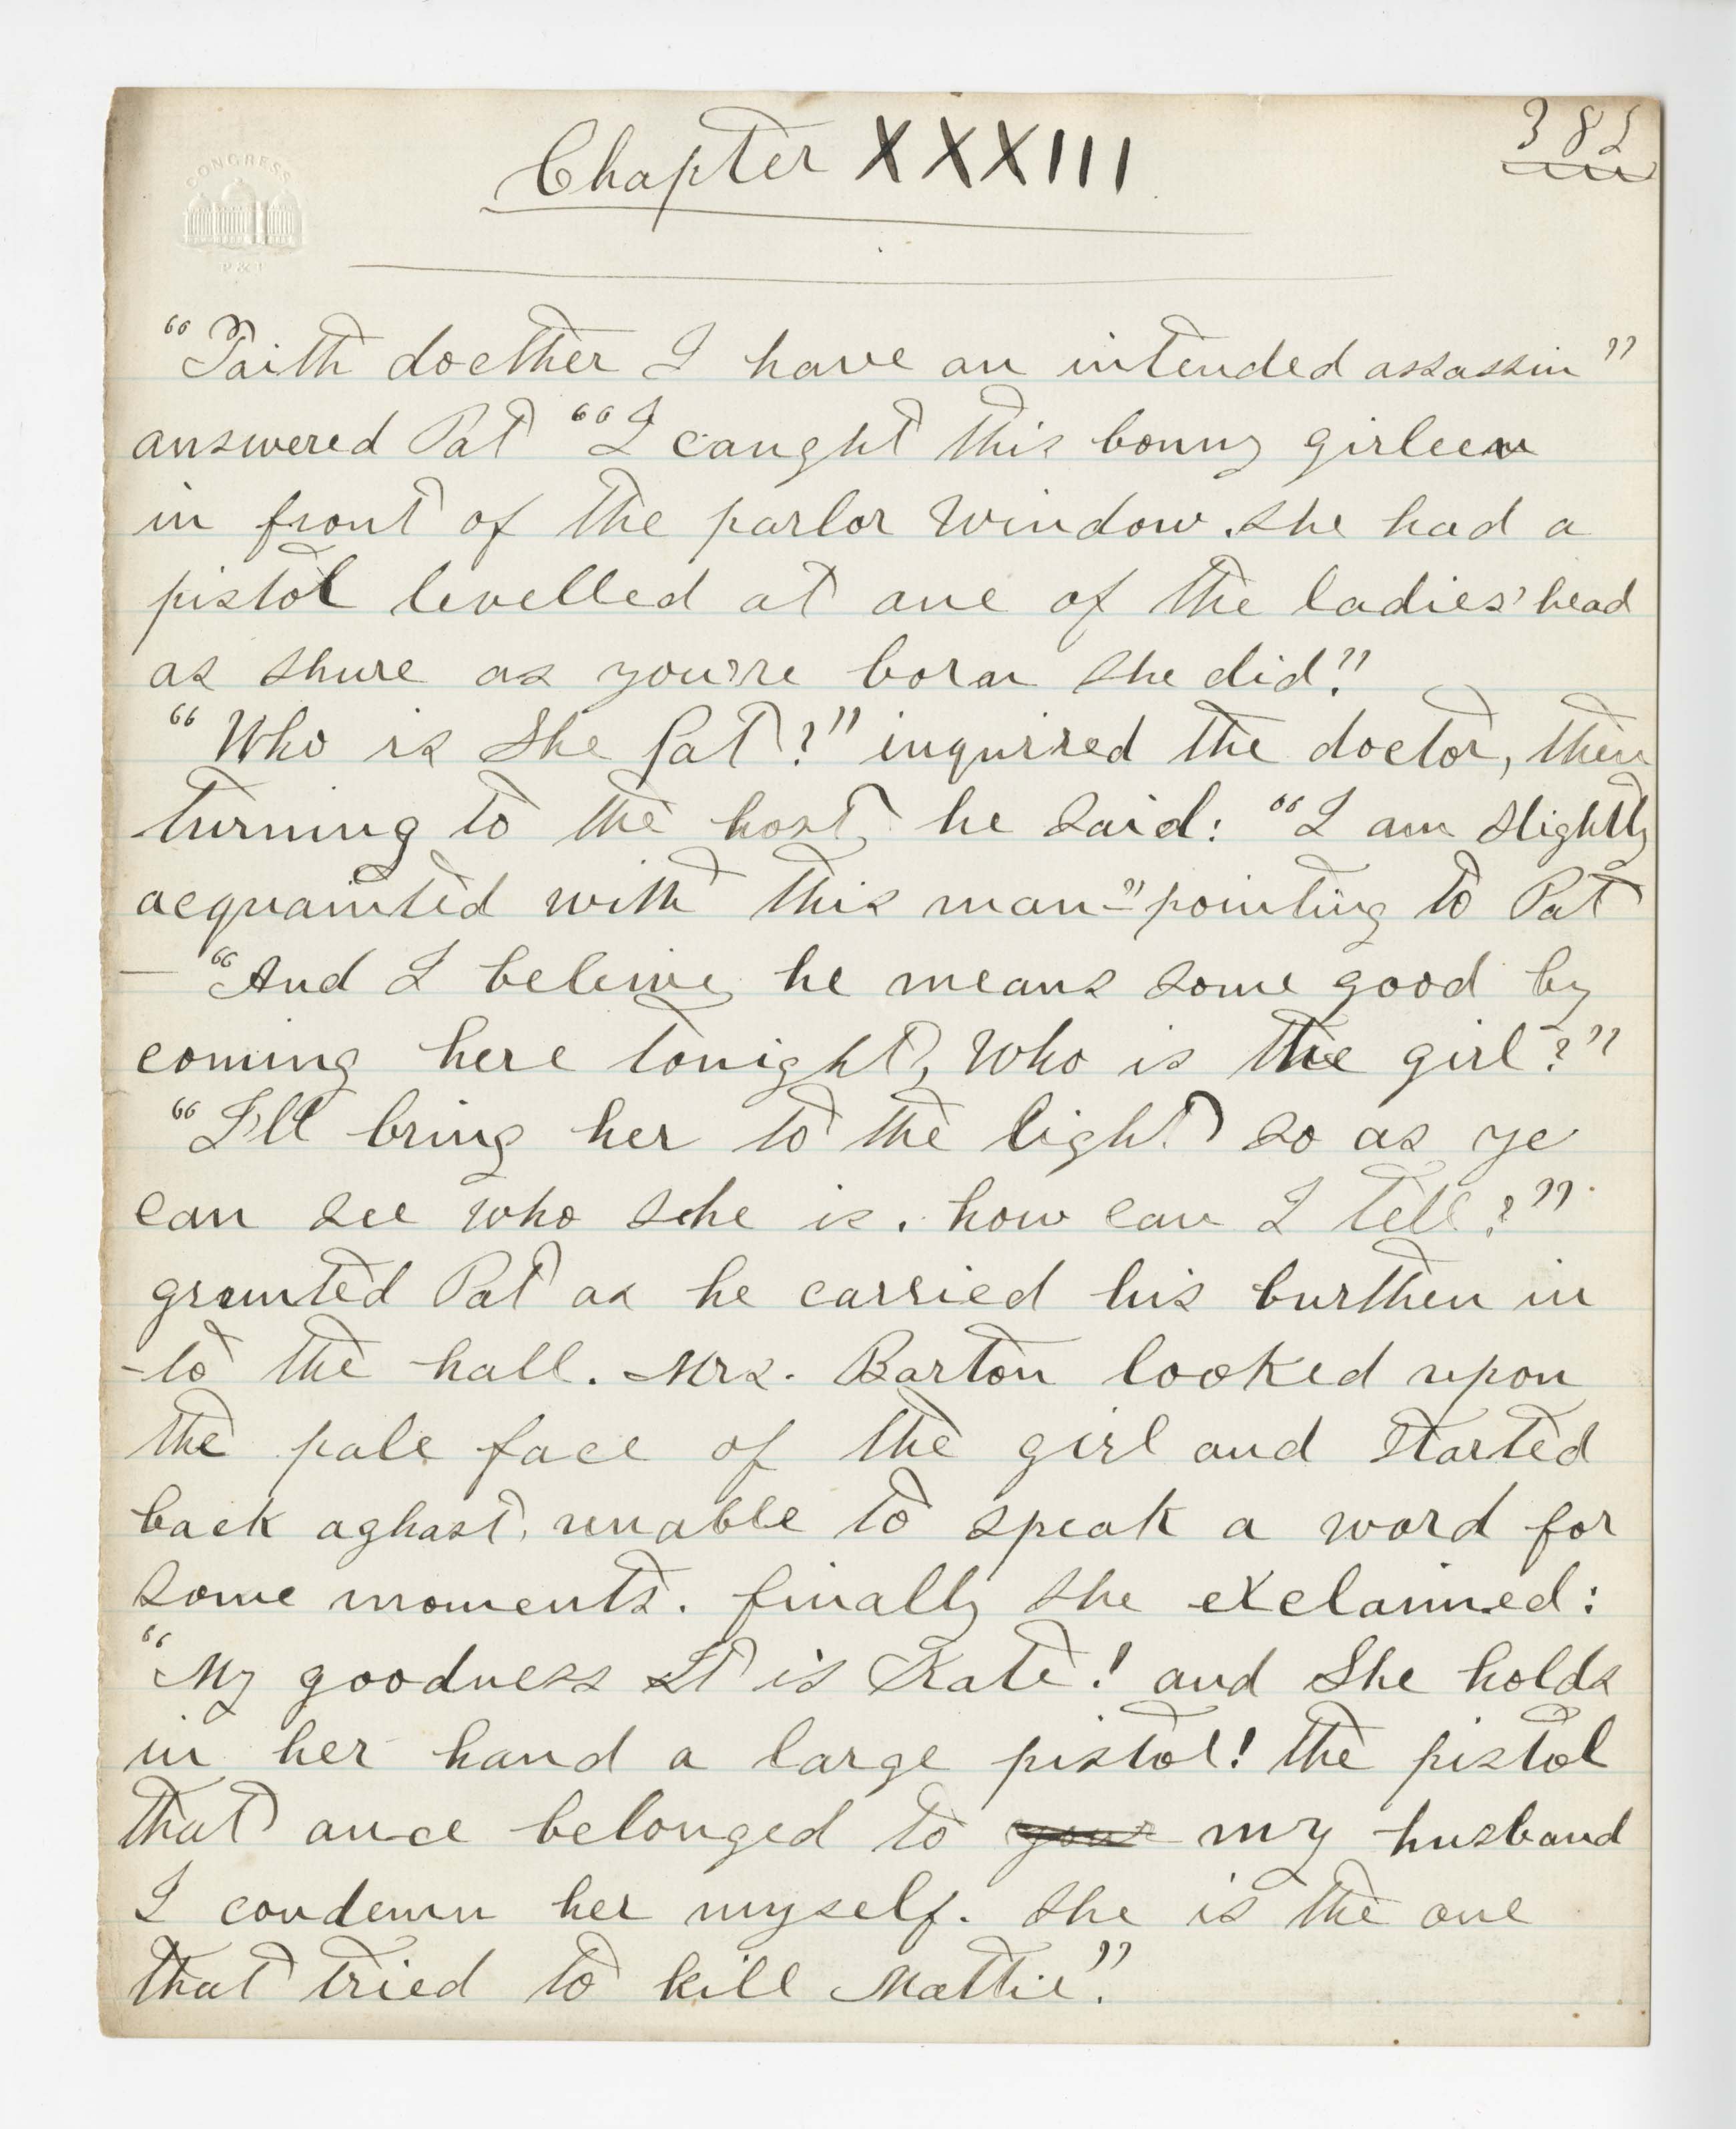 CONGRESS
P & P
Chapter XXXIII
385
"Faith docther I have an intended assassin"
answered Pat "I caught this bonny girleen
in front of the parlor window. she had a
pistol levelled at one of the ladies' head
as shure as you're born she did."
"Who is she Pat?" inquired the doctor, then
turning to the host, he said: "I am slightly
acquainted with this man–" pointing to Pat
— "And I beleive he means some good by
coming here tonight, Who is the girl?"
"I'll bring her to the light so as ye
can see who sche is. how can I tell?"
grunted Pat as he carried his burthen in
-to the hall. Mrs. Barton looked upon
the pale face of the girl and started
back aghast, unable to speak a word for
some moments. finally she exclaimed:
"My goodness It is Kate! and she holds
in her hand a large pistol! the pistol
that once belonged to your my husband
I condemn her myself. she is the one
that tried to kill Mattie."